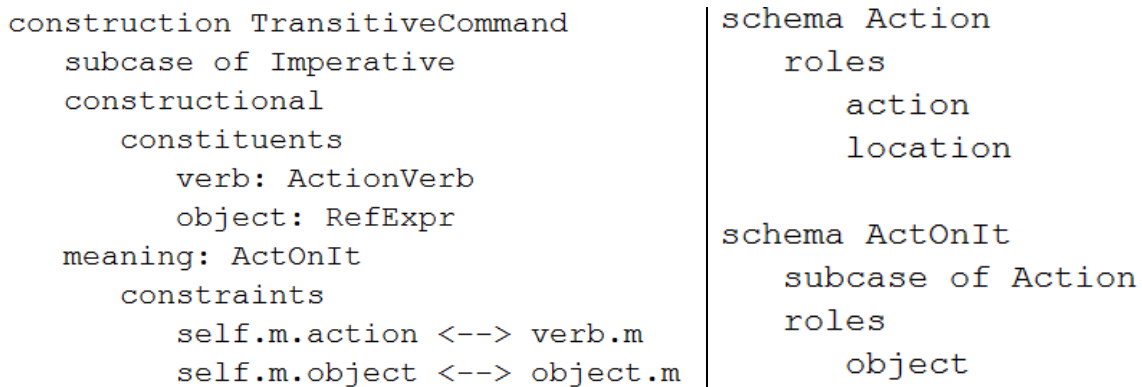 construction TransitiveCommand
subcase of Imperative
constructional
constituents
verb: ActionVerb
object: RefExpr
meaning: ActOnIt
constraints
self.m.action <--> verb.m
self.m.object <--> object.m
schema Action
roles
action
location
schema ActOnIt
subcase of Action
roles
object